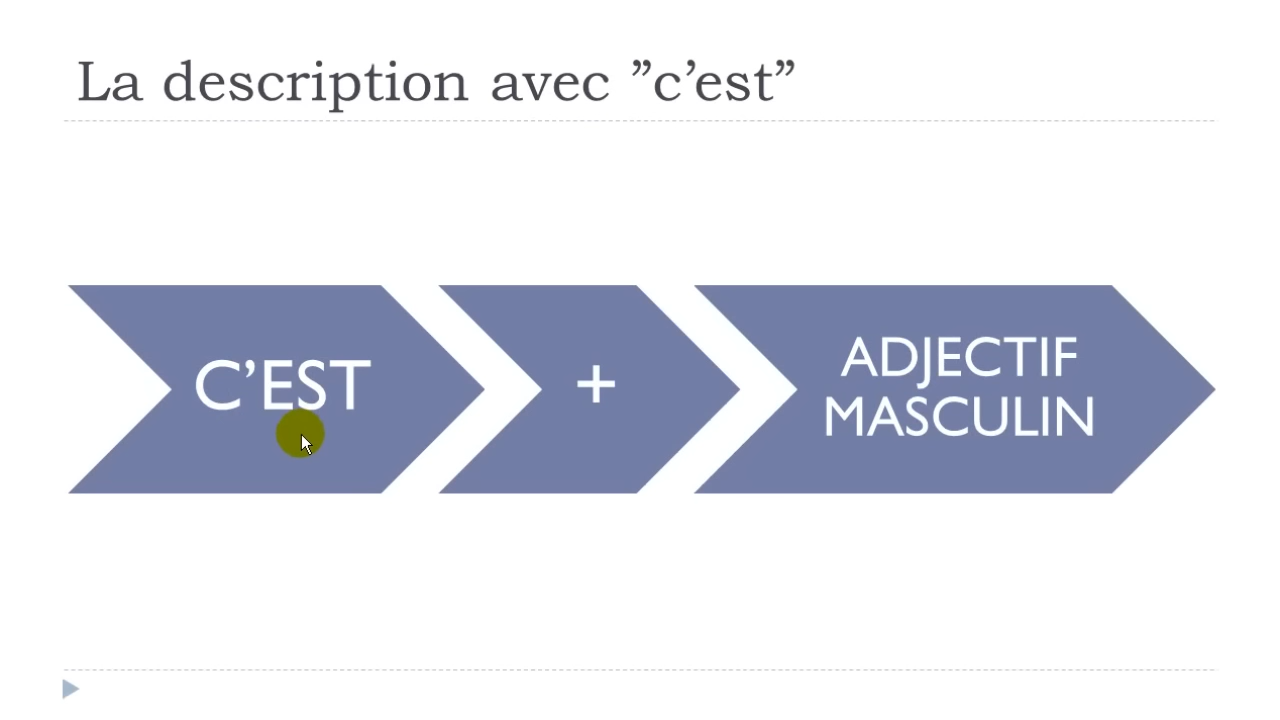 La description avec ”c’est”
C’EST
+
ADJECTIF
MASCULIN